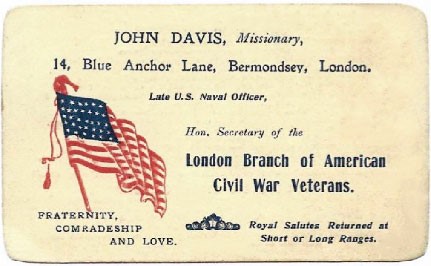 JOHN DAVIS, Missionary,
14, Blue Anchor Lane, Bermondsey, London.
Late U.S. Naval Officer,
Hon. Secretary of the
London Branch of American
Civil War Veterans.
FRATERNITY,
COMRADESHIP
AND LOVE.
Royal Salutes Returned at
Short or Long Ranges.